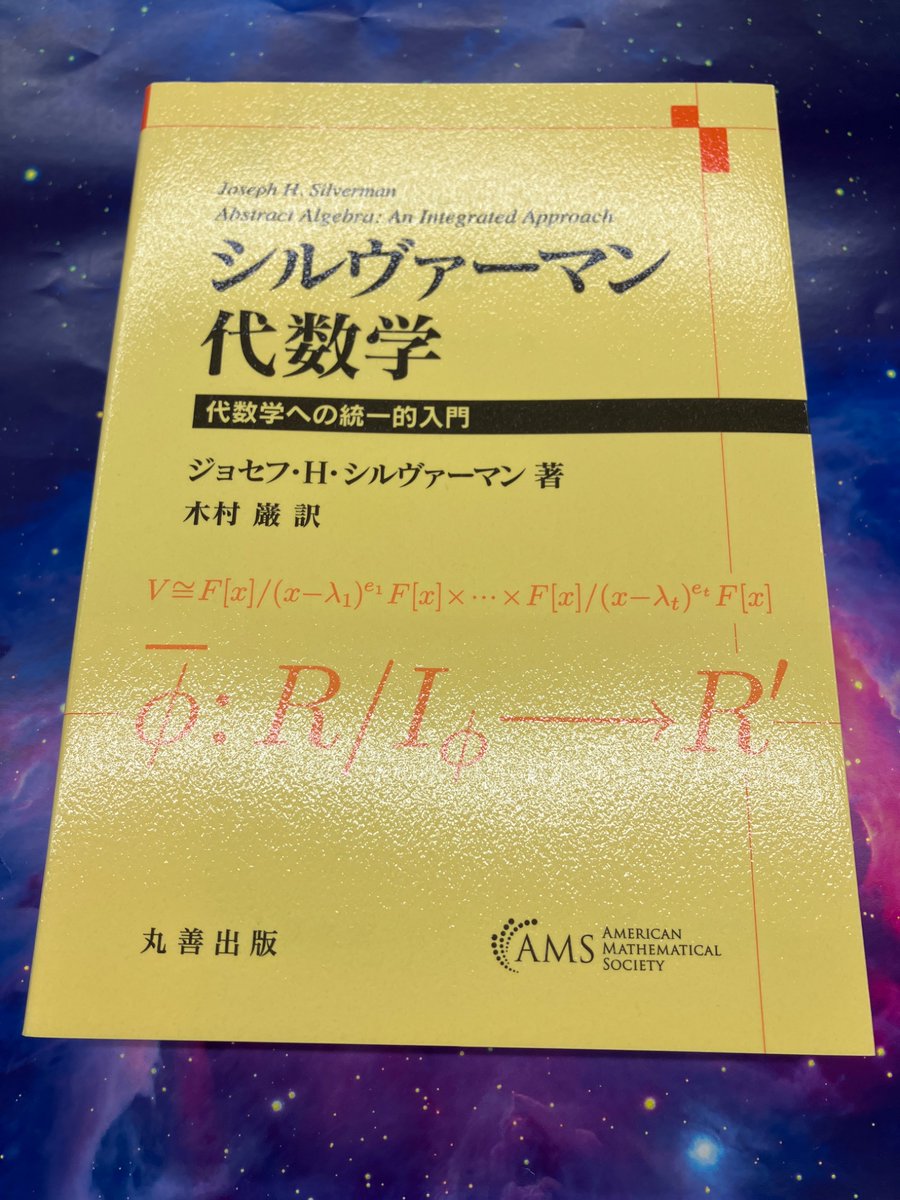 Joseph H. Silverman
Abstract Algebra: An Integrated Approach
シルヴァーマン
代数学
代数学への統一的入門
ジョセフ・H・シルヴァーマン 著
木村 巌 訳
V≅F[x]/(x−λ₁)^{e₁}F[x]×⋯×F[x]/(x−λₜ)^{eₜ}F[x]
ϕ̅: R/I_ϕ ⟶ R′
丸善出版
AMS AMERICAN
MATHEMATICAL
SOCIETY